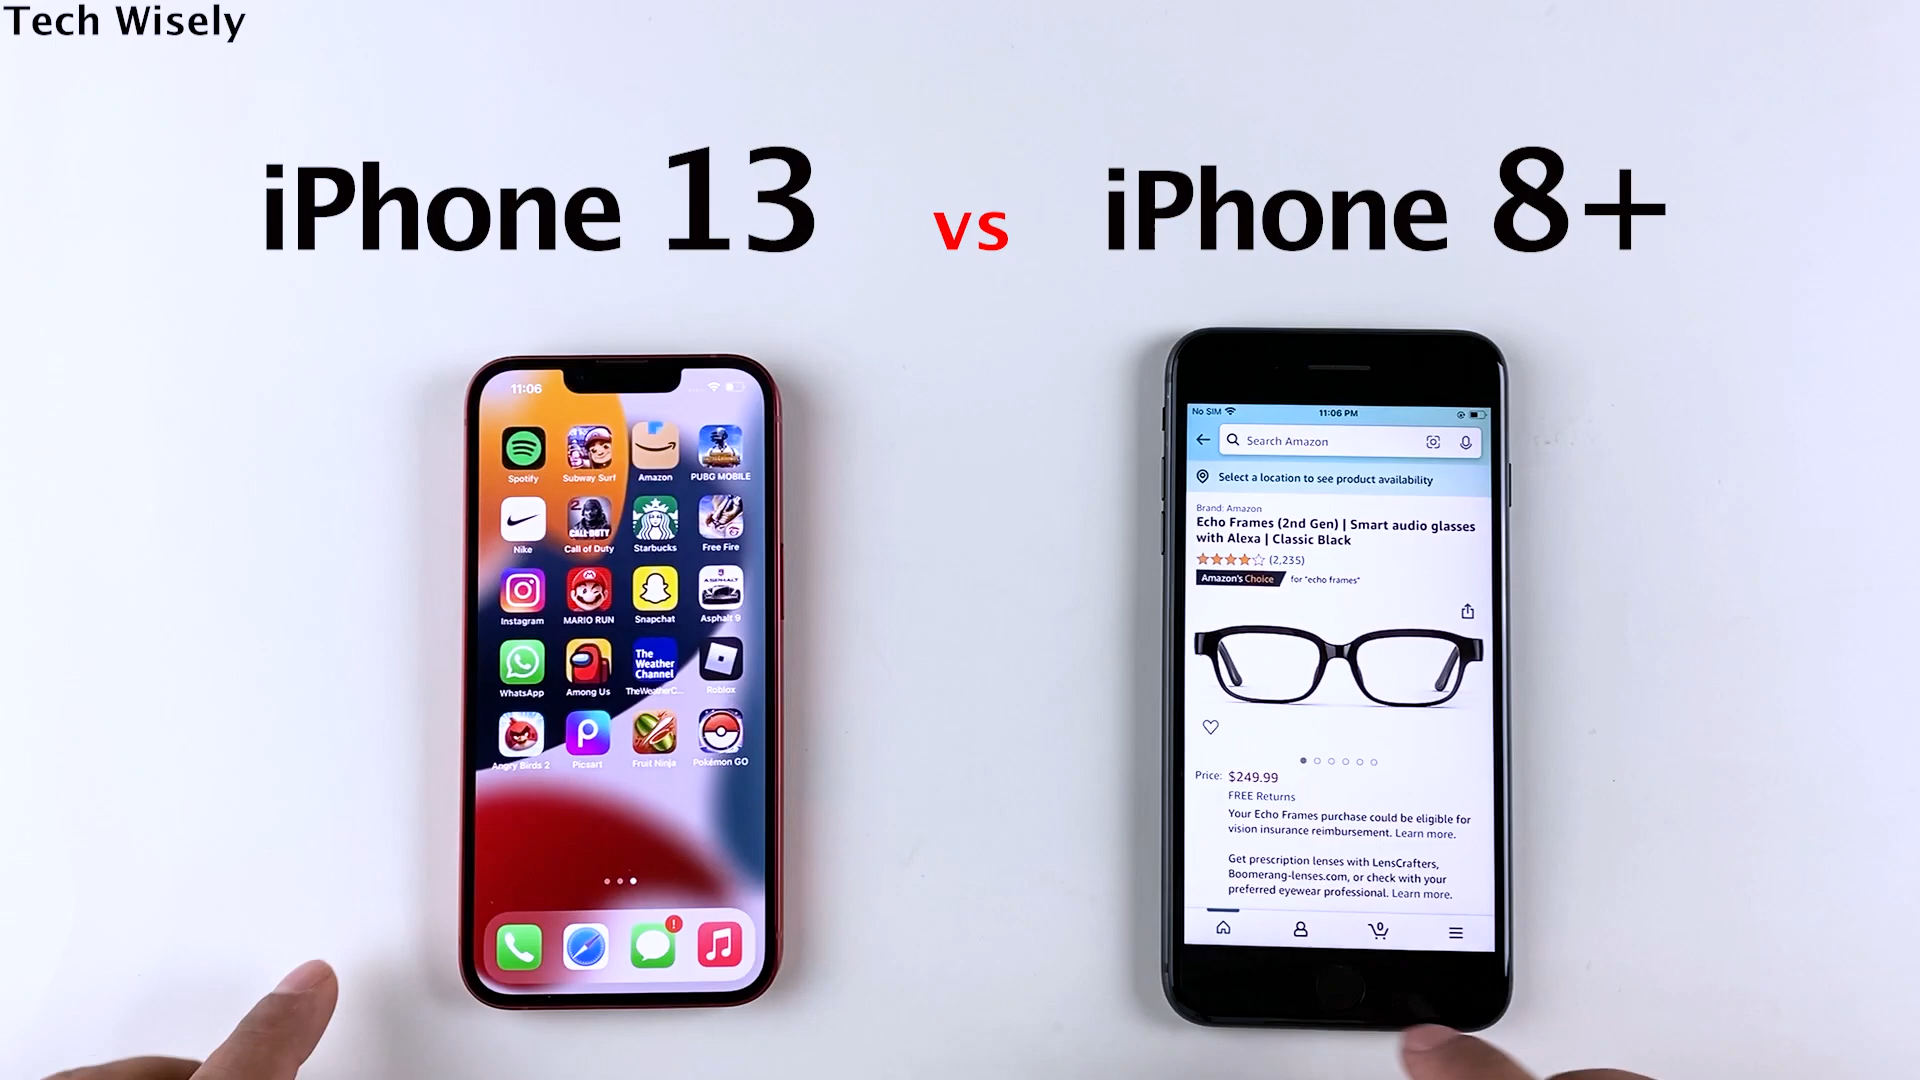 Tech Wisely
iPhone 13 vs iPhone 8+
11:06
Spotify
Subway Surf
Amazon
PUBG MOBILE
Nike
Call of Duty
Starbucks
Free Fire
Instagram
MARIO RUN
Snapchat
Asphalt 9
WhatsApp
Among Us
The
Weather
Channel
TheWeatherC...
Roblox
Angry Birds 2
Picsart
Fruit Ninja
Pokémon GO
No SIM
11:06 PM
Search Amazon
Select a location to see product availability
Brand: Amazon
Echo Frames (2nd Gen) | Smart audio glasses
with Alexa | Classic Black
(2,235)
Amazon's Choice for "echo frames"
Price: $249.99
FREE Returns
Your Echo Frames purchase could be eligible for
vision insurance reimbursement. Learn more.
Get prescription lenses with LensCrafters,
Boomerang-lenses.com, or check with your
preferred eyewear professional. Learn more.
0